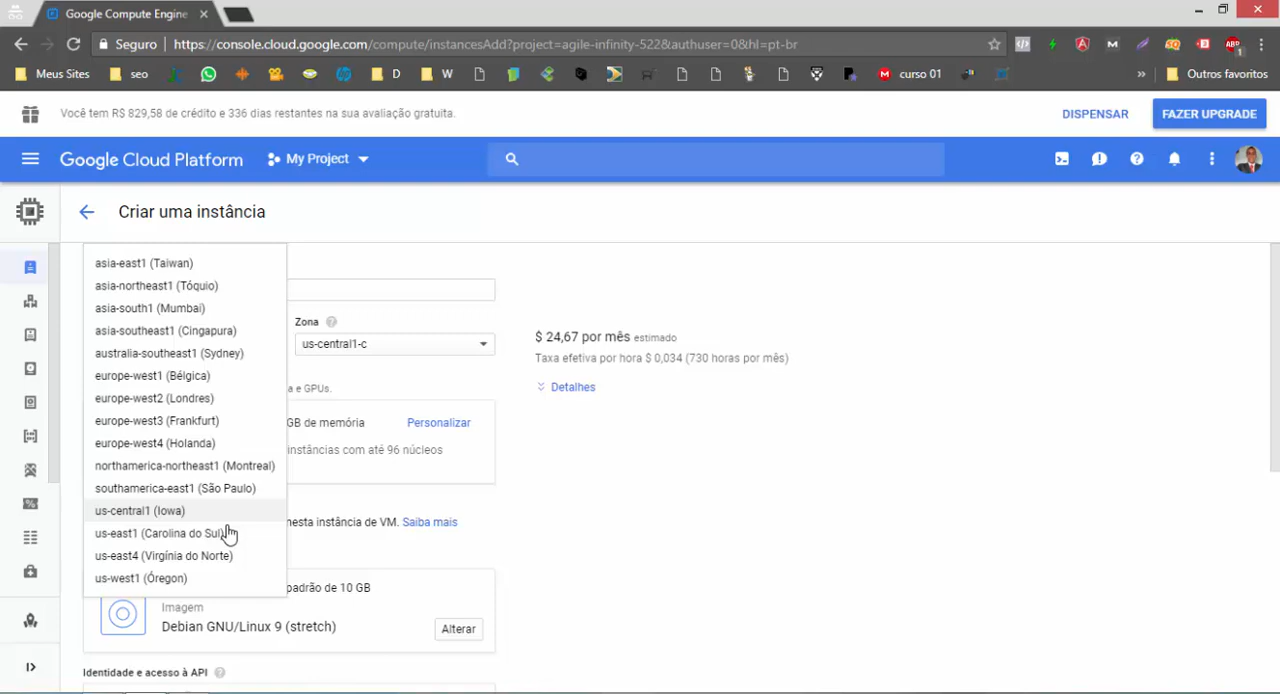 Google Compute Engine
Seguro
https://console.cloud.google.com/compute/instancesAdd?project=agile-infinity-522&authuser=0&hl=pt-br
Meus Sites
seo
D
W
curso 01
Outros favoritos
Você tem R$ 829,58 de crédito e 336 dias restantes na sua avaliação gratuita.
DISPENSAR
FAZER UPGRADE
Google Cloud Platform
My Project
Criar uma instância
asia-east1 (Taiwan)
asia-northeast1 (Tóquio)
asia-south1 (Mumbai)
asia-southeast1 (Cingapura)
australia-southeast1 (Sydney)
europe-west1 (Bélgica)
europe-west2 (Londres)
europe-west3 (Frankfurt)
europe-west4 (Holanda)
northamerica-northeast1 (Montreal)
southamerica-east1 (São Paulo)
us-central1 (Iowa)
us-east1 (Carolina do Sul)
us-east4 (Virgínia do Norte)
us-west1 (Óregon)
Zona
us-central1-c
a e GPUs.
GB de memória
Personalizar
instâncias com até 96 núcleos
nesta instância de VM. Saiba mais
padrão de 10 GB
Imagem
Debian GNU/Linux 9 (stretch)
Alterar
Identidade e acesso à API
$ 24,67 por mês estimado
Taxa efetiva por hora $ 0,034 (730 horas por mês)
Detalhes